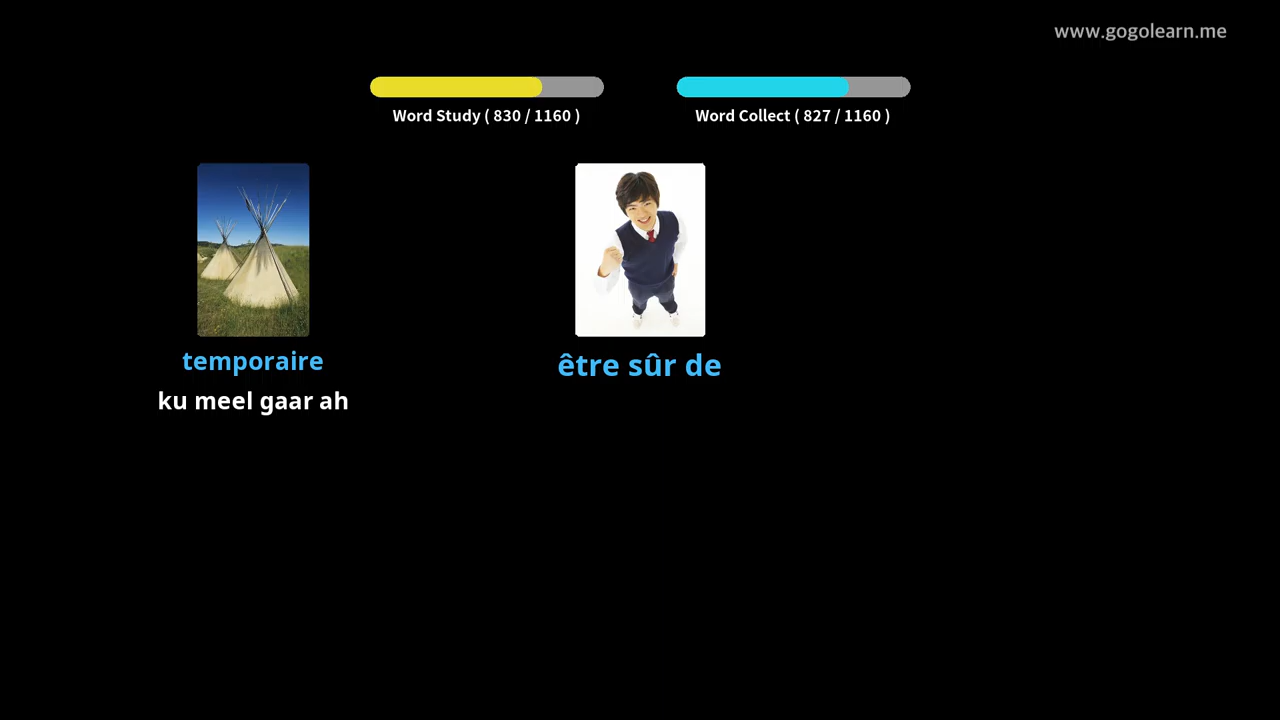 www.gogolearn.me
Word Study ( 830 / 1160 )
Word Collect ( 827 / 1160 )
temporaire
ku meel gaar ah
être sûr de